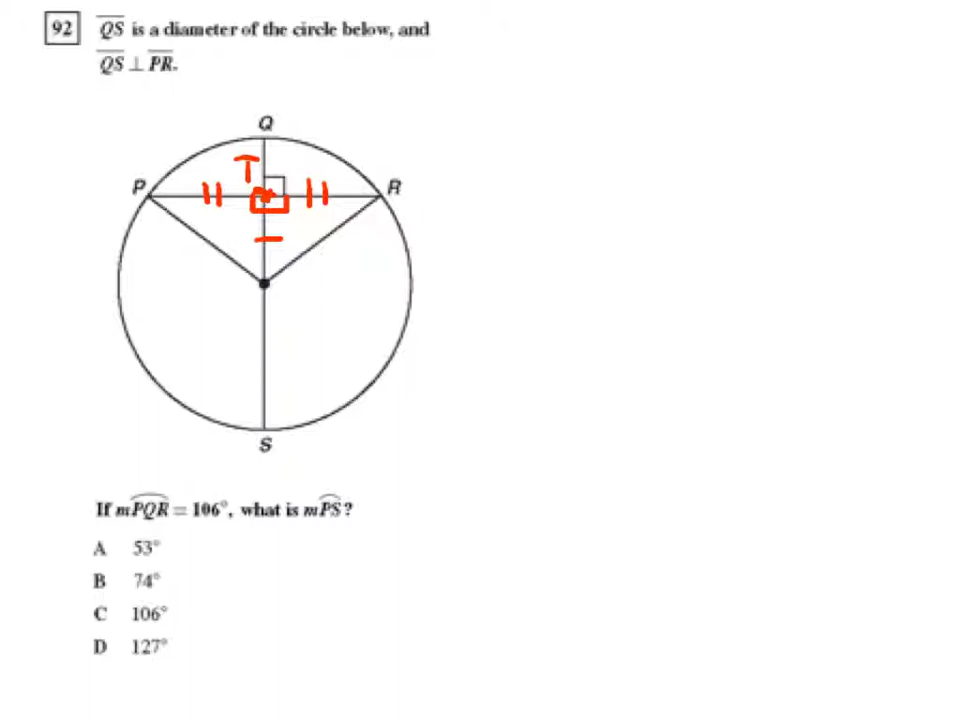 92 QS is a diameter of the circle below, and
QS ⊥ PR.
Q
T
P
R
S
If mPQR = 106°, what is mPS?
A 53°
B 74°
C 106°
D 127°